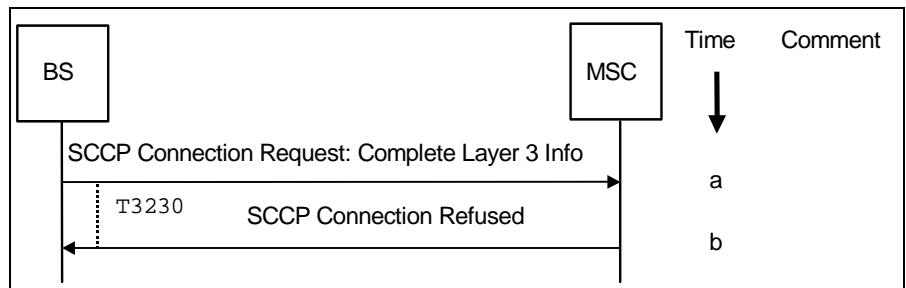 Time Comment
BS MSC
SCCP Connection Request: Complete Layer 3 Info
a
T3230 SCCP Connection Refused
b